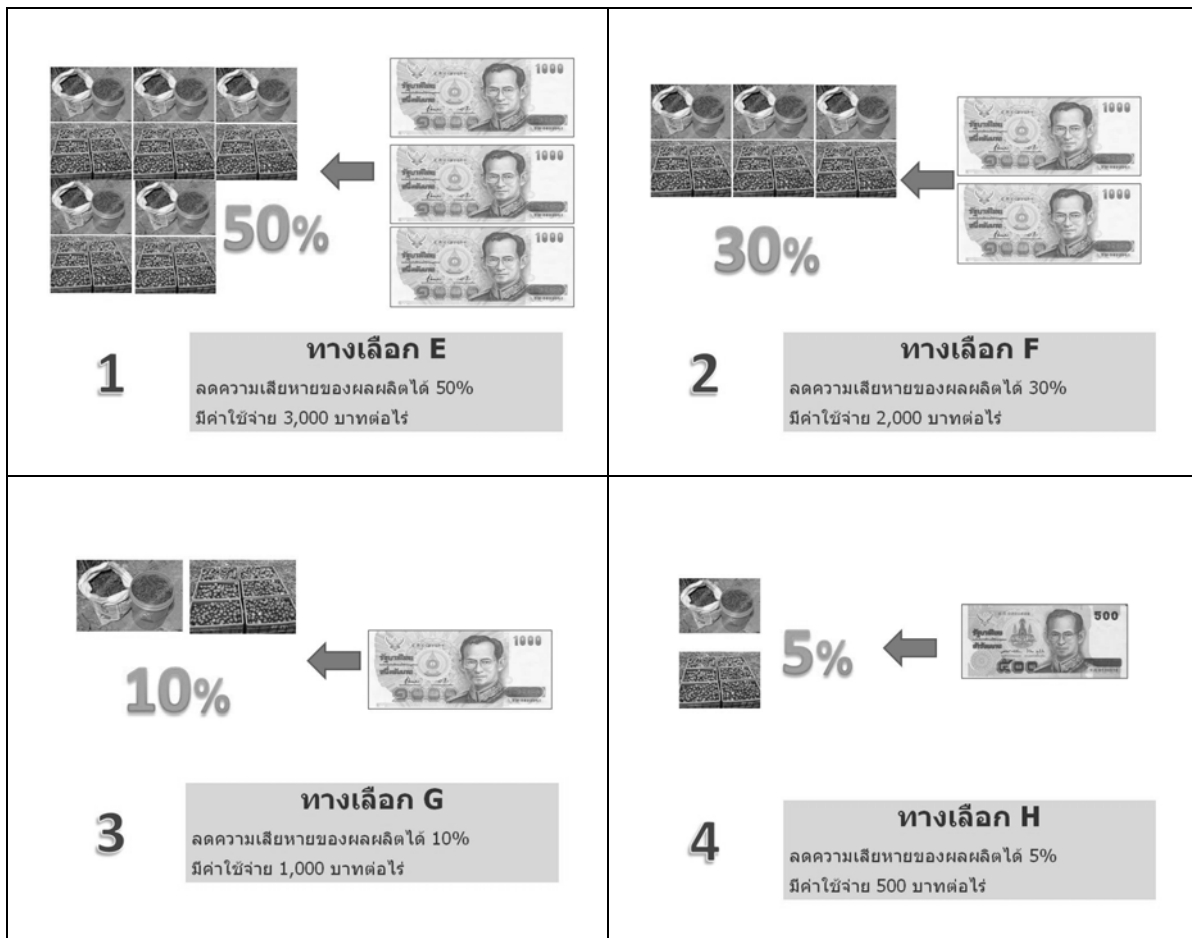 1000
1000
1000
50%
1
ทางเลือก E
ลดความเสียหายของผลผลิตได้ 50%
มีค่าใช้จ่าย 3,000 บาทต่อไร่
1000
1000
30%
2
ทางเลือก F
ลดความเสียหายของผลผลิตได้ 30%
มีค่าใช้จ่าย 2,000 บาทต่อไร่
1000
10%
3
ทางเลือก G
ลดความเสียหายของผลผลิตได้ 10%
มีค่าใช้จ่าย 1,000 บาทต่อไร่
500
5%
4
ทางเลือก H
ลดความเสียหายของผลผลิตได้ 5%
มีค่าใช้จ่าย 500 บาทต่อไร่